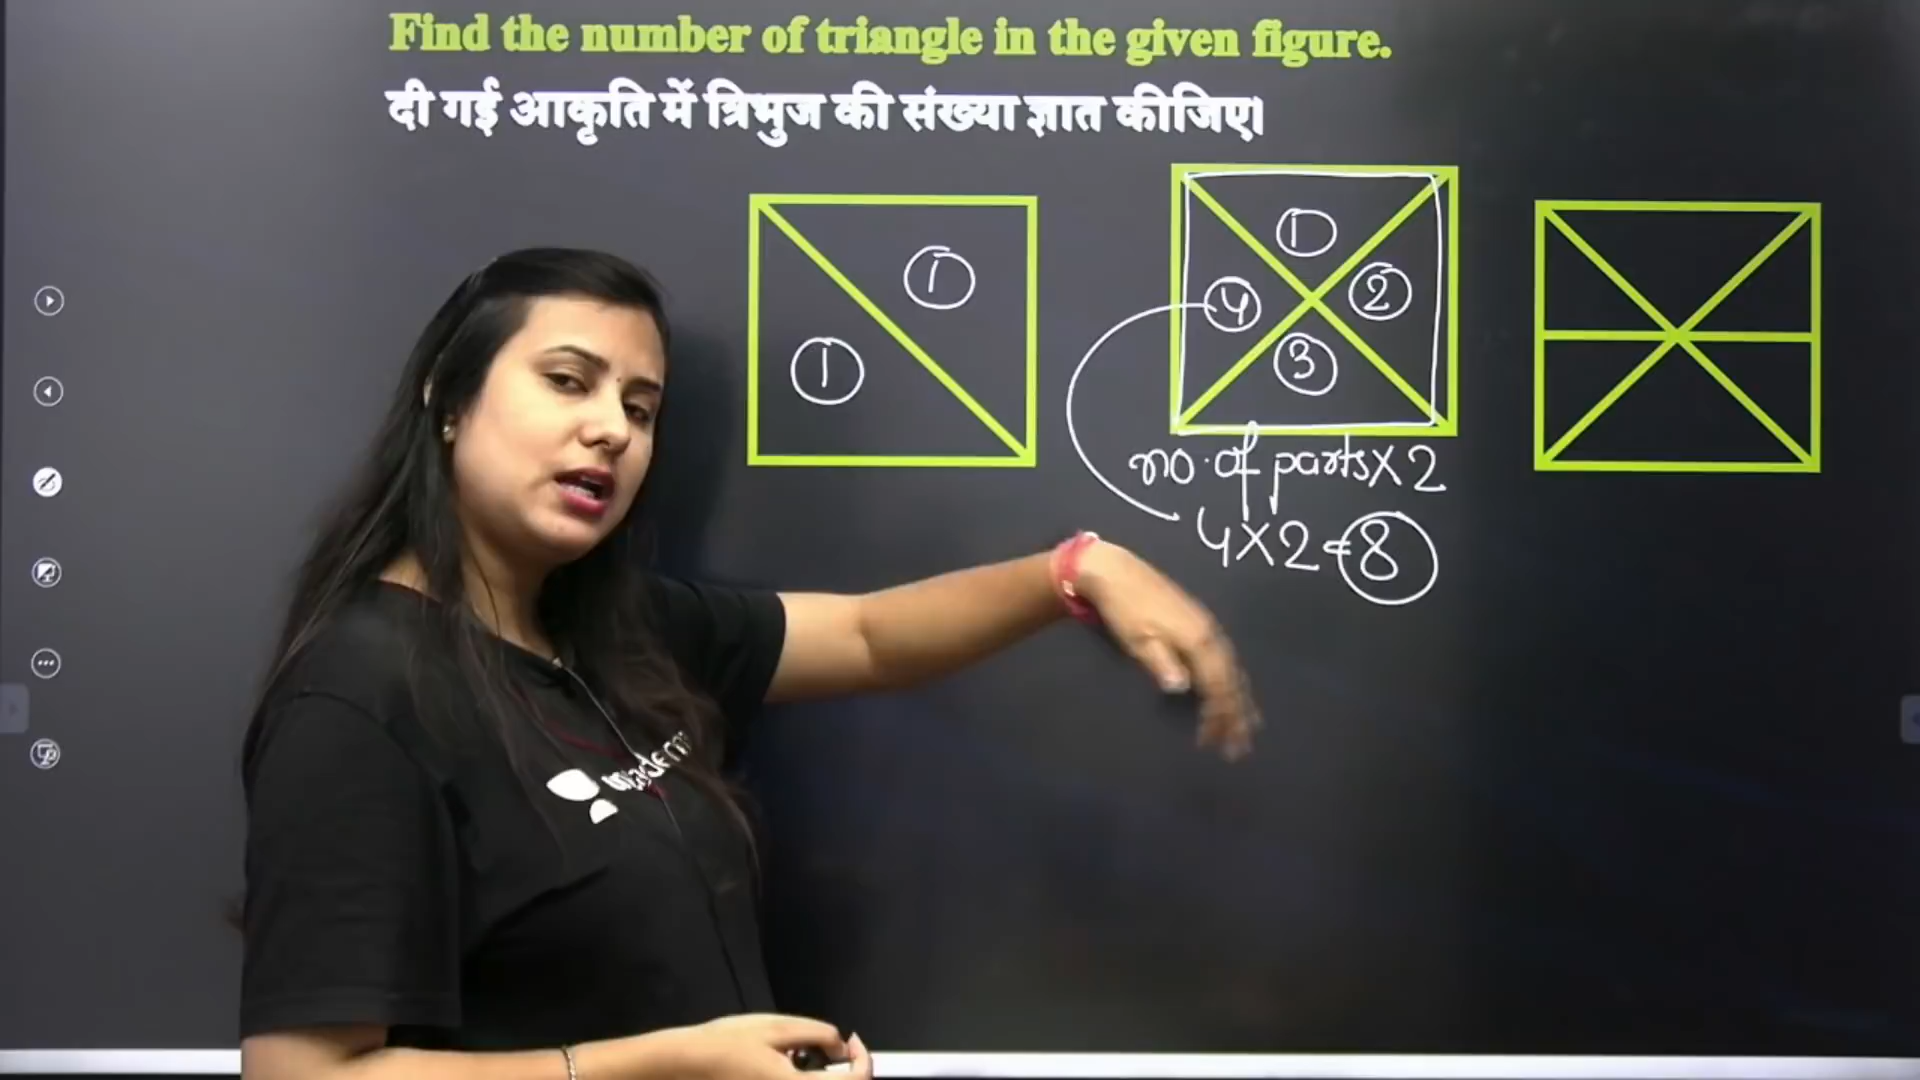 Find the number of triangle in the given figure.
दी गई आकृति में त्रिभुज की संख्या ज्ञात कीजिए।
1
1
1
2
3
4
no. of parts X 2
4 X 2 = 8
unacademy